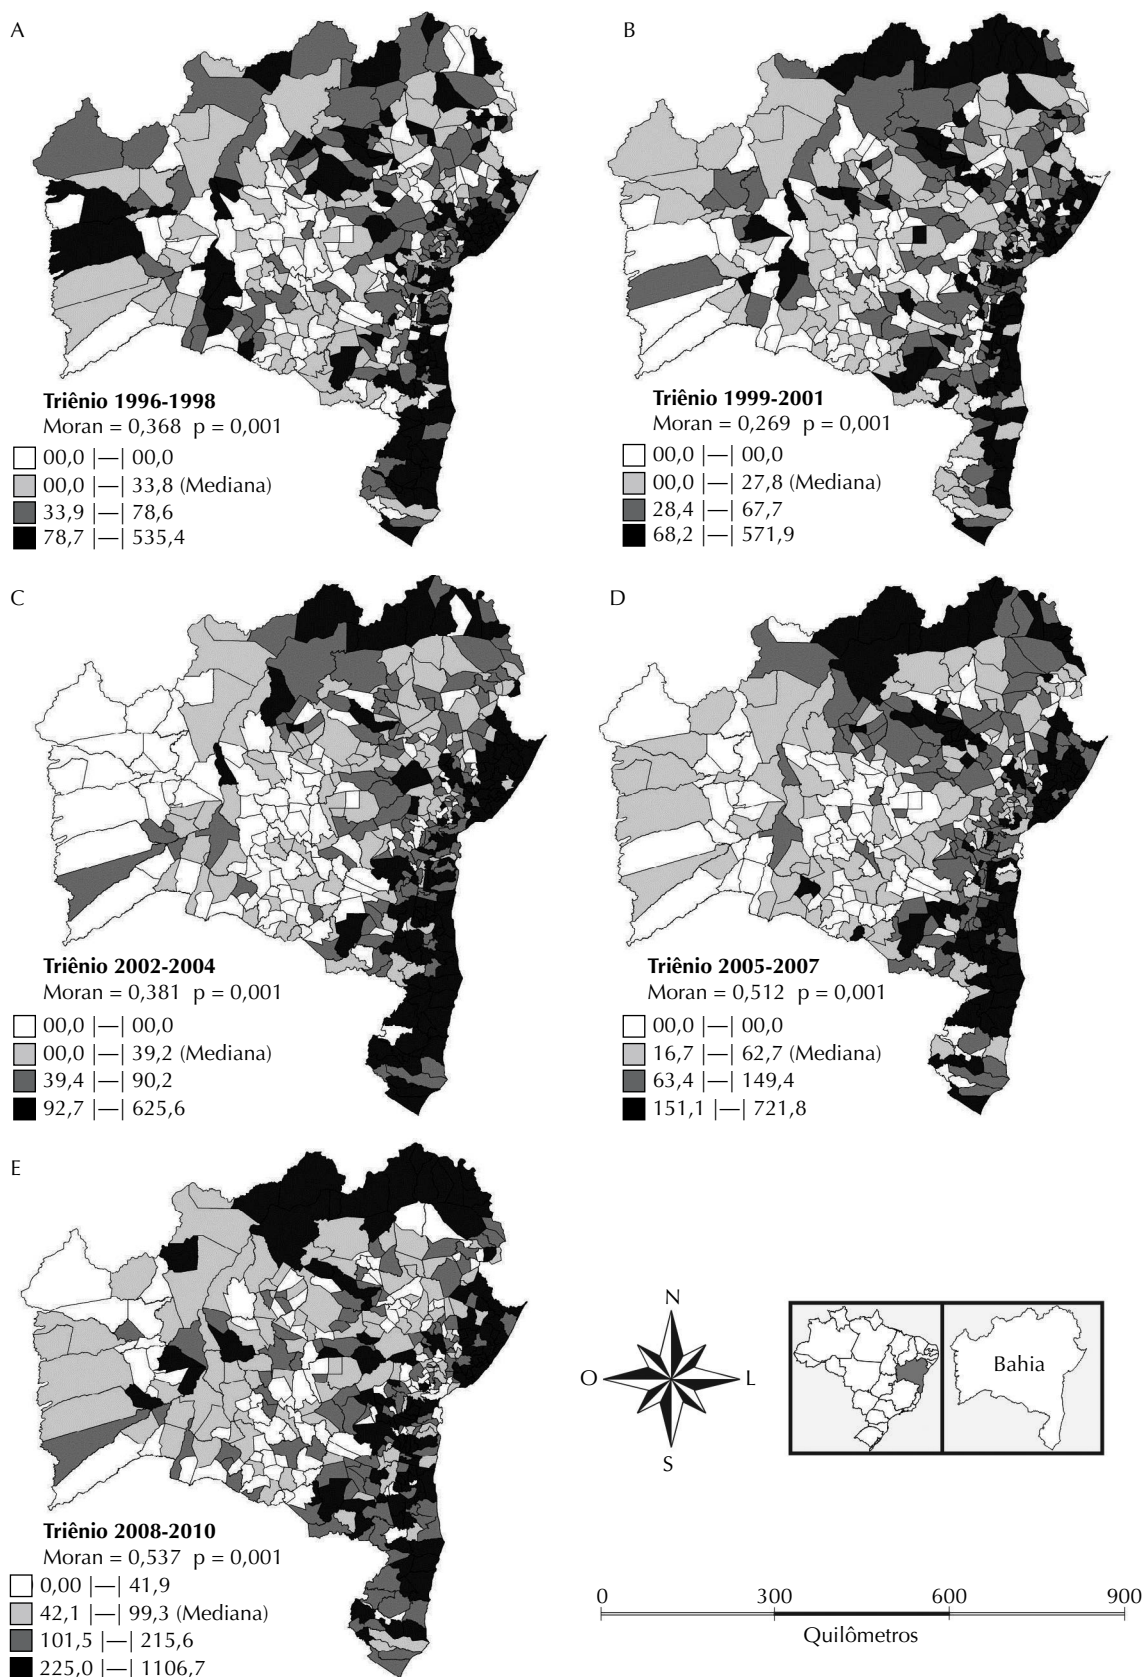 A
Triênio 1996-1998
Moran = 0,368 p = 0,001
00,0 |—| 00,0
00,0 |—| 33,8 (Mediana)
33,9 |—| 78,6
78,7 |—| 535,4
B
Triênio 1999-2001
Moran = 0,269 p = 0,001
00,0 |—| 00,0
00,0 |—| 27,8 (Mediana)
28,4 |—| 67,7
68,2 |—| 571,9
C
Triênio 2002-2004
Moran = 0,381 p = 0,001
00,0 |—| 00,0
00,0 |—| 39,2 (Mediana)
39,4 |—| 90,2
92,7 |—| 625,6
D
Triênio 2005-2007
Moran = 0,512 p = 0,001
00,0 |—| 00,0
16,7 |—| 62,7 (Mediana)
63,4 |—| 149,4
151,1 |—| 721,8
E
Triênio 2008-2010
Moran = 0,537 p = 0,001
0,00 |—| 41,9
42,1 |—| 99,3 (Mediana)
101,5 |—| 215,6
225,0 |—| 1106,7
N
O L
S
Bahia
0 300 600 900
Quilômetros